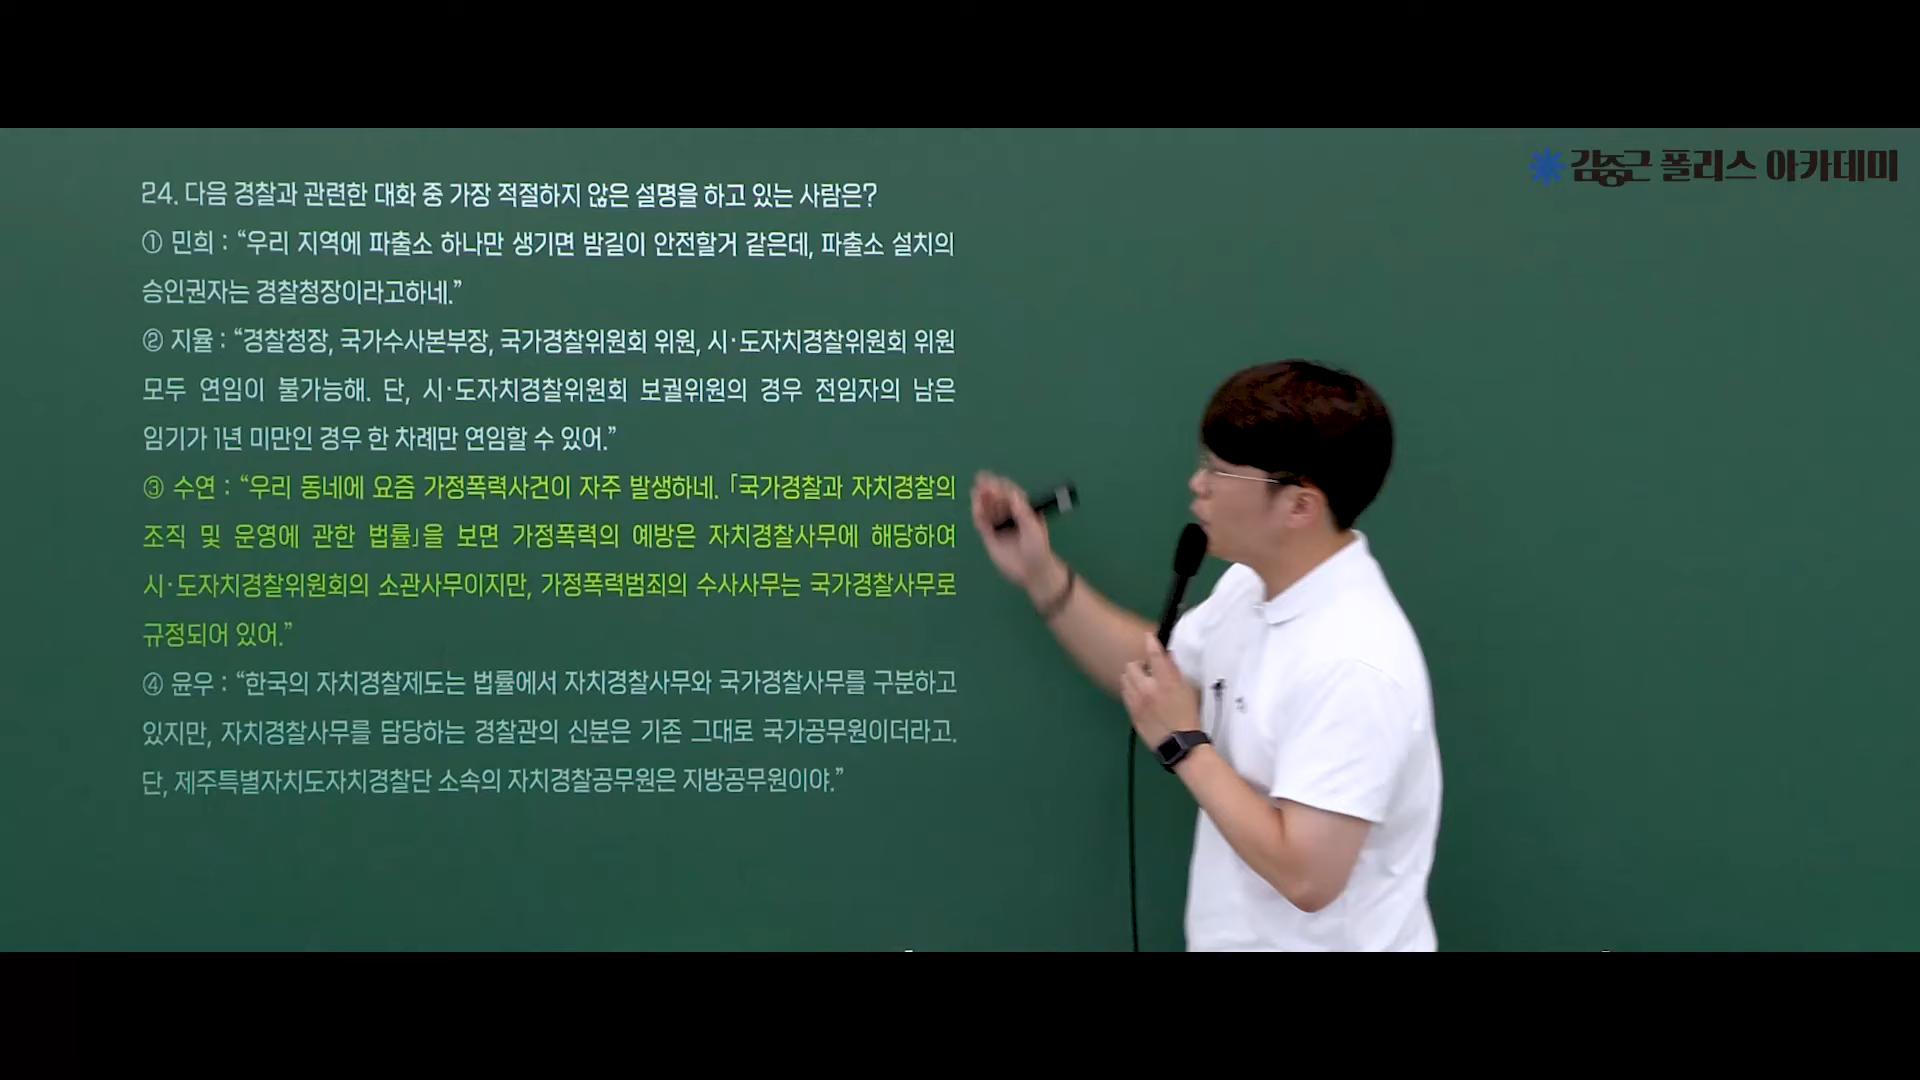 김중근 폴리스 아카데미
24. 다음 경찰과 관련한 대화 중 가장 적절하지 않은 설명을 하고 있는 사람은?
① 민희 : “우리 지역에 파출소 하나만 생기면 밤길이 안전할거 같은데, 파출소 설치의
승인권자는 경찰청장이라고하네.”
② 지율 : “경찰청장, 국가수사본부장, 국가경찰위원회 위원, 시·도자치경찰위원회 위원
모두 연임이 불가능해. 단, 시·도자치경찰위원회 보궐위원의 경우 전임자의 남은
임기가 1년 미만인 경우 한 차례만 연임할 수 있어.”
③ 수연 : “우리 동네에 요즘 가정폭력사건이 자주 발생하네. 「국가경찰과 자치경찰의
조직 및 운영에 관한 법률」을 보면 가정폭력의 예방은 자치경찰사무에 해당하여
시·도자치경찰위원회의 소관사무이지만, 가정폭력범죄의 수사사무는 국가경찰사무로
규정되어 있어.”
④ 윤우 : “한국의 자치경찰제도는 법률에서 자치경찰사무와 국가경찰사무를 구분하고
있지만, 자치경찰사무를 담당하는 경찰관의 신분은 기존 그대로 국가공무원이더라고.
단, 제주특별자치도자치경찰단 소속의 자치경찰공무원은 지방공무원이야.”